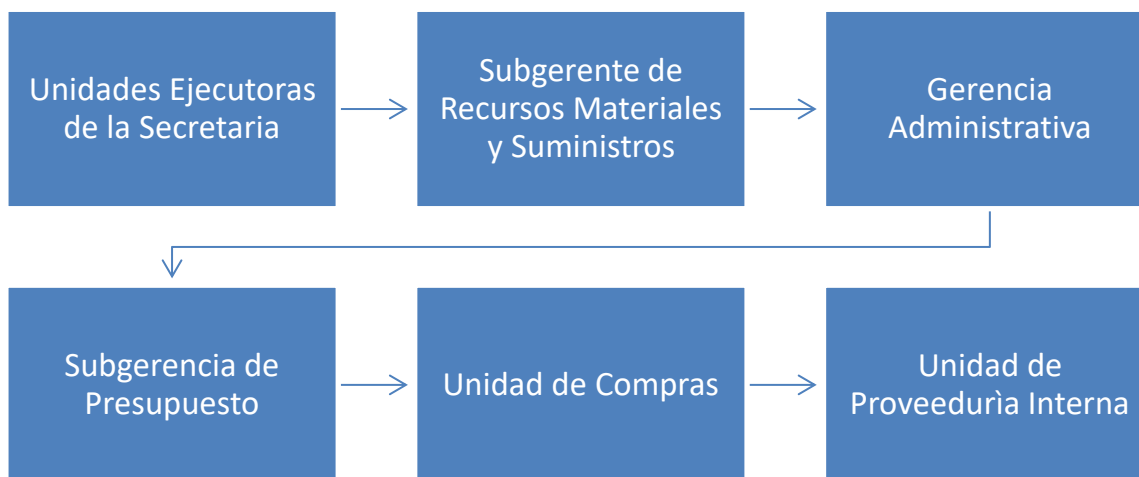 Unidades Ejecutoras
de la Secretaria
Subgerente de
Recursos Materiales
y Suministros
Gerencia
Administrativa
Subgerencia de
Presupuesto
Unidad de Compras
Unidad de
Proveedurìa Interna